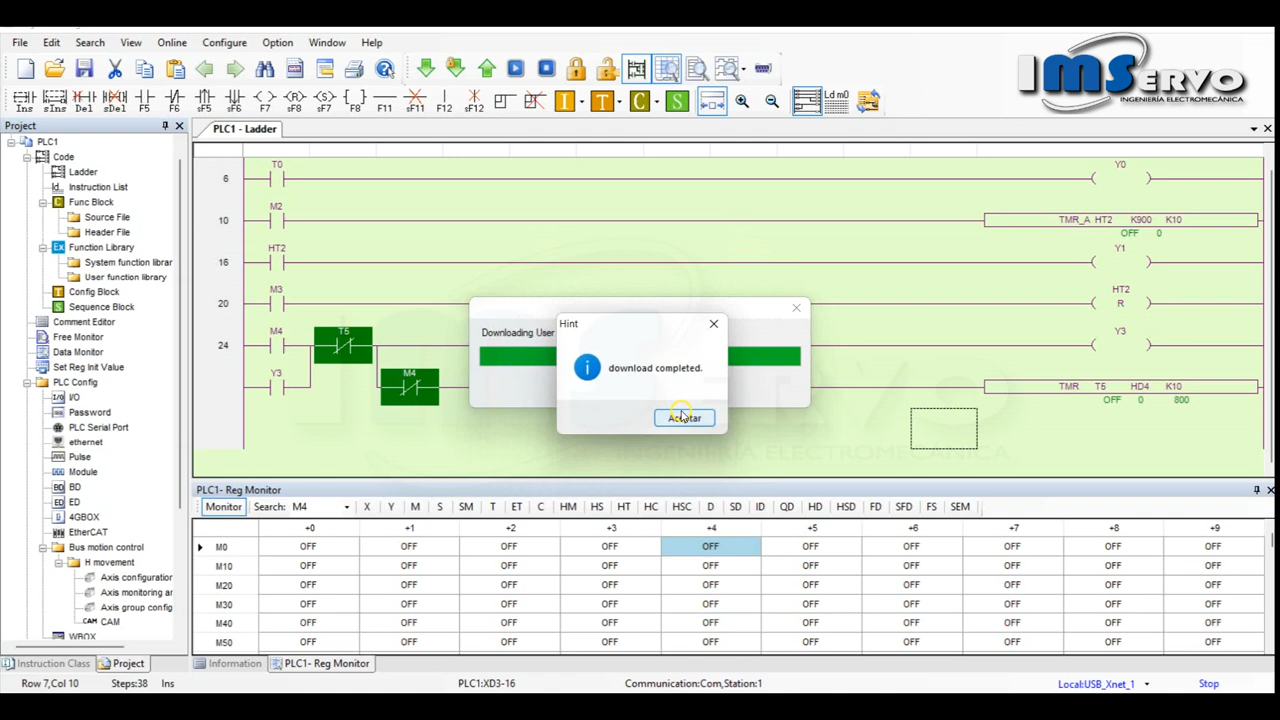 File Edit Search View Online Configure Option Window Help
IMServo
INGENIERÍA ELECTROMECÁNICA
Ins sIns Del sDel F5 F6 sF5 sF6 F7 sF8 sF7 F8 F11 sF11 F12 sF12 I T C S Ld m0
Project
PLC1 - Ladder
PLC1
Code
Ladder
Instruction List
Func Block
Source File
Header File
Function Library
System function librar
User function library
Config Block
Sequence Block
Comment Editor
Free Monitor
Data Monitor
Set Reg Init Value
PLC Config
I/O
Password
PLC Serial Port
ethernet
Pulse
Module
BD
ED
4GBOX
EtherCAT
Bus motion control
H movement
Axis configuration
Axis monitoring ar
Axis group config
CAM
WBOX
Instruction Class Project
T0 Y0
6
M2
10 TMR_A HT2 K900 K10
OFF 0
HT2 Y1
16
M3 HT2
20 R
M4 T5 Y3
24
Y3 M4 TMR T5 HD4 K10
OFF 0 800
INGENIERÍA ELECTROMECÁNICA
Downloading User
Hint
download completed.
Aceptar
PLC1- Reg Monitor
Monitor Search: M4 X Y M S SM T ET C HM HS HT HC HSC D SD ID QD HD HSD FD SFD FS SEM
+0 +1 +2 +3 +4 +5 +6 +7 +8 +9
M0 OFF OFF OFF OFF OFF OFF OFF OFF OFF OFF
M10 OFF OFF OFF OFF OFF OFF OFF OFF OFF OFF
M20 OFF OFF OFF OFF OFF OFF OFF OFF OFF OFF
M30 OFF OFF OFF OFF OFF OFF OFF OFF OFF OFF
M40 OFF OFF OFF OFF OFF OFF OFF OFF OFF OFF
M50 OFF OFF OFF OFF OFF OFF OFF OFF OFF OFF
Information PLC1- Reg Monitor
Row 7,Col 10 Steps:38 Ins PLC1:XD3-16 Communication:Com,Station:1 Local:USB_Xnet_1 Stop